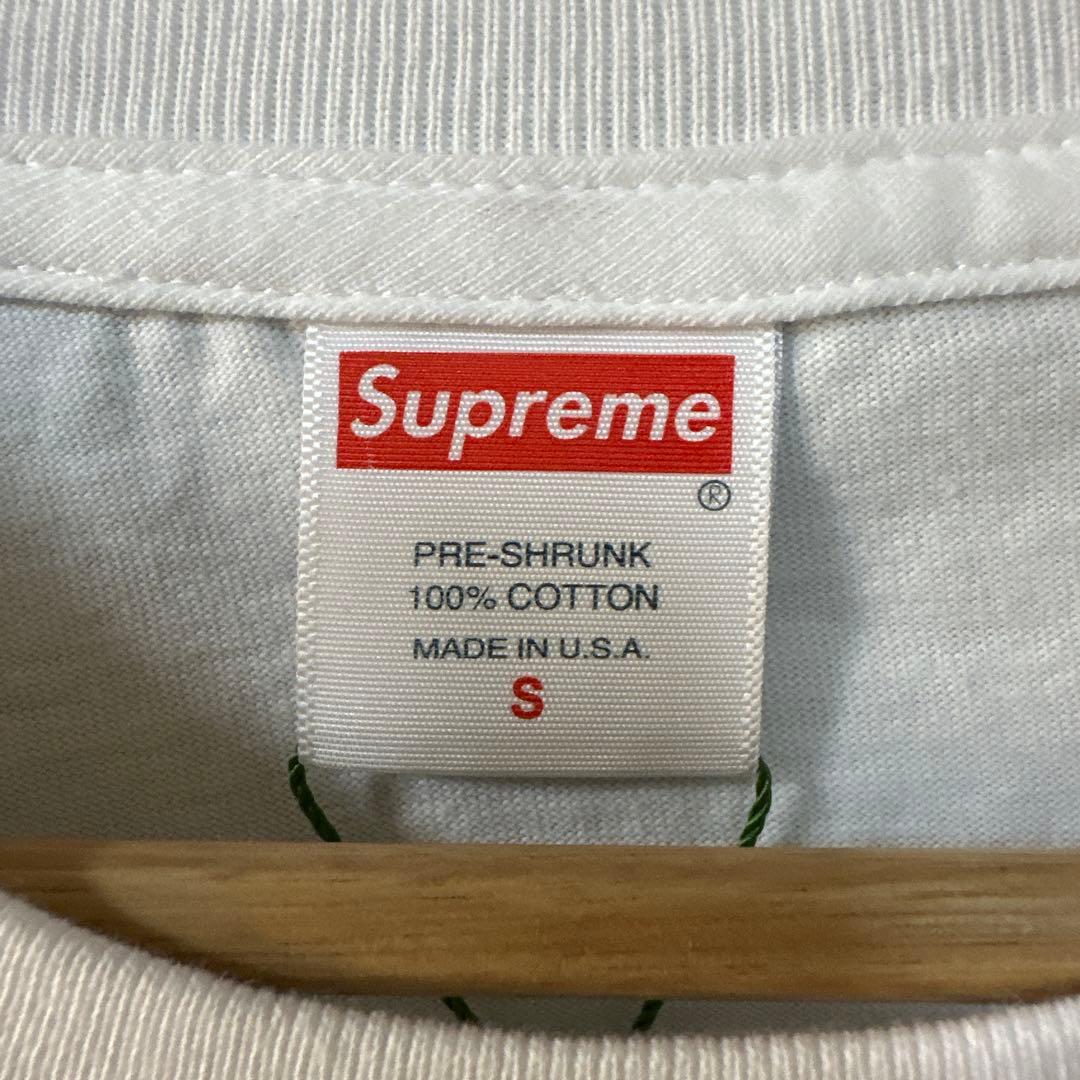 Supreme
®
PRE-SHRUNK
100% COTTON
MADE IN U.S.A.
S